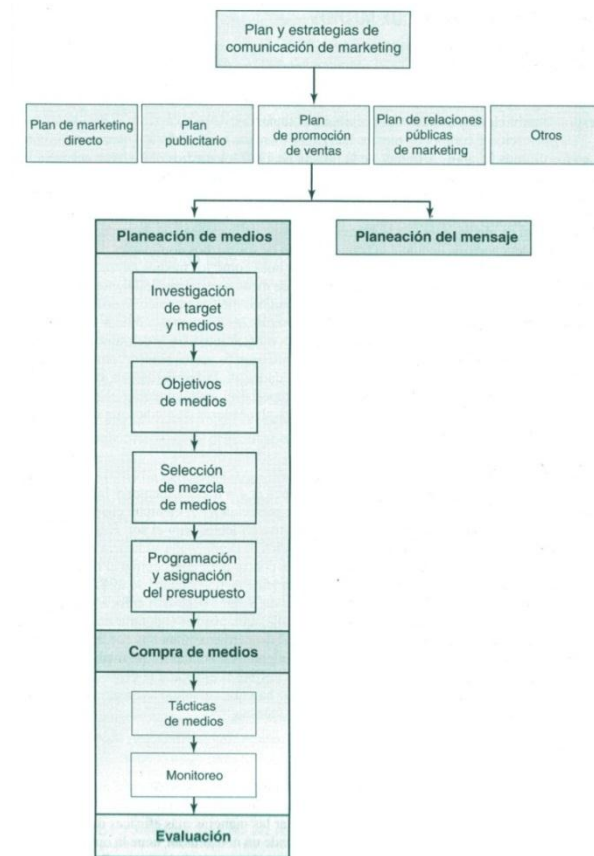 Plan y estrategias de
comunicación de marketing
Plan de marketing
directo
Plan
publicitario
Plan
de promoción
de ventas
Plan de relaciones
públicas
de marketing
Otros
Planeación de medios
Planeación del mensaje
Investigación
de target
y medios
Objetivos
de medios
Selección
de mezcla
de medios
Programación
y asignación
del presupuesto
Compra de medios
Tácticas
de medios
Monitoreo
Evaluación